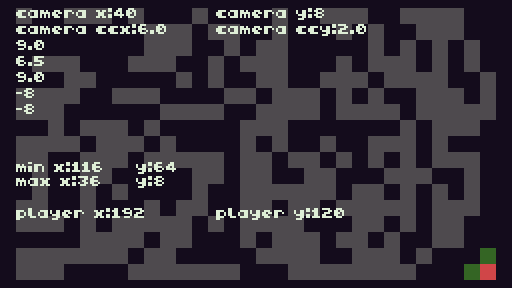 camera x:40 camera y:8
camera ccx:6.0 camera ccy:2.0
9.0
6.5
9.0
-8
-8
min x:116 y:64
max x:36 y:8
player x:192 player y:120